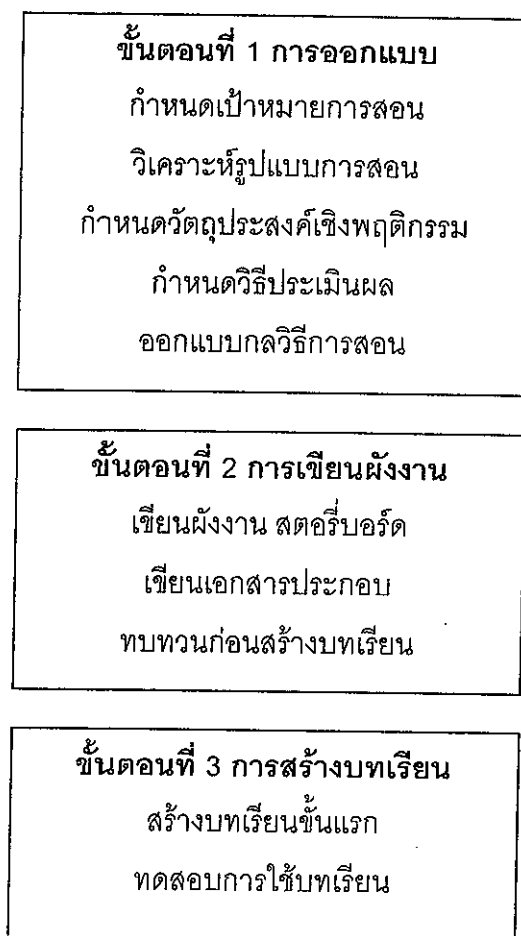 ขั้นตอนที่ 1 การออกแบบ
กำหนดเป้าหมายการสอน
วิเคราะห์รูปแบบการสอน
กำหนดวัตถุประสงค์เชิงพฤติกรรม
กำหนดวิธีประเมินผล
ออกแบบกลวิธีการสอน
ขั้นตอนที่ 2 การเขียนผังงาน
เขียนผังงาน สตอรี่บอร์ด
เขียนเอกสารประกอบ
ทบทวนก่อนสร้างบทเรียน
ขั้นตอนที่ 3 การสร้างบทเรียน
สร้างบทเรียนขั้นแรก
ทดสอบการใช้บทเรียน